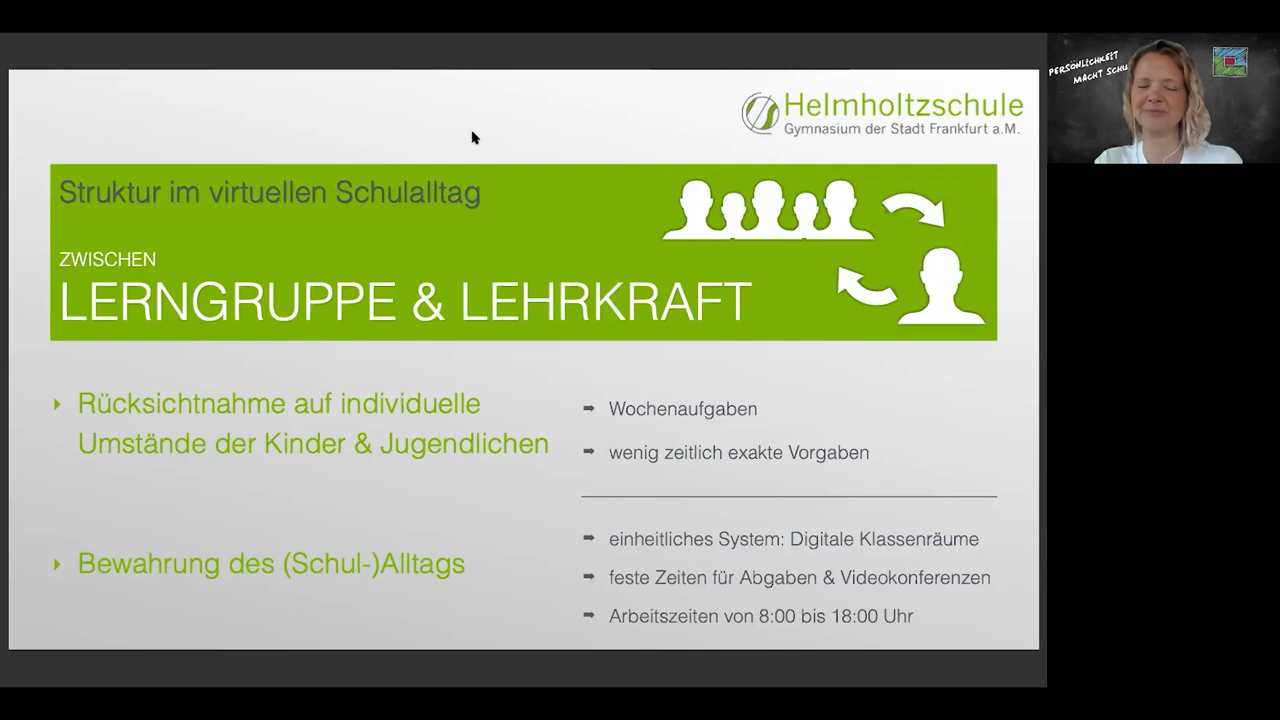 Helmholtzschule
Gymnasium der Stadt Frankfurt a.M.
Struktur im virtuellen Schulalltag
ZWISCHEN
LERNGRUPPE & LEHRKRAFT
‣ Rücksichtnahme auf individuelle
Umstände der Kinder & Jugendlichen
➡ Wochenaufgaben
➡ wenig zeitlich exakte Vorgaben
‣ Bewahrung des (Schul-)Alltags
➡ einheitliches System: Digitale Klassenräume
➡ feste Zeiten für Abgaben & Videokonferenzen
➡ Arbeitszeiten von 8:00 bis 18:00 Uhr
PERSÖNLICHKEIT
MACHT SCHU